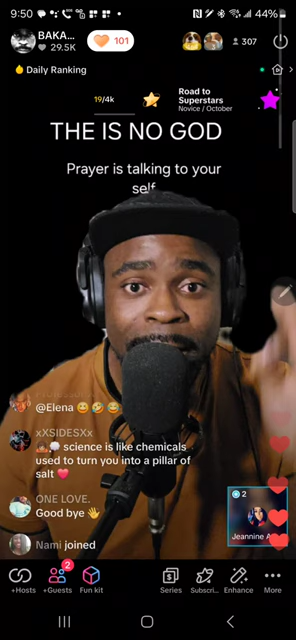 9:50
44%
BAKA...
29.5K
101
307
Daily Ranking
19/4k
Road to
Superstars
Novice / October
THE IS NO GOD
Prayer is talking to your
self
@Elena 😄🤣😄
xXSIDESXx
science is like chemicals
used to turn you into a pillar of
salt ❤️
ONE LOVE.
Good bye 👋
Nami joined
2
Jeannine A
2
+Hosts
+Guests
Fun kit
Series
Subscri...
Enhance
More